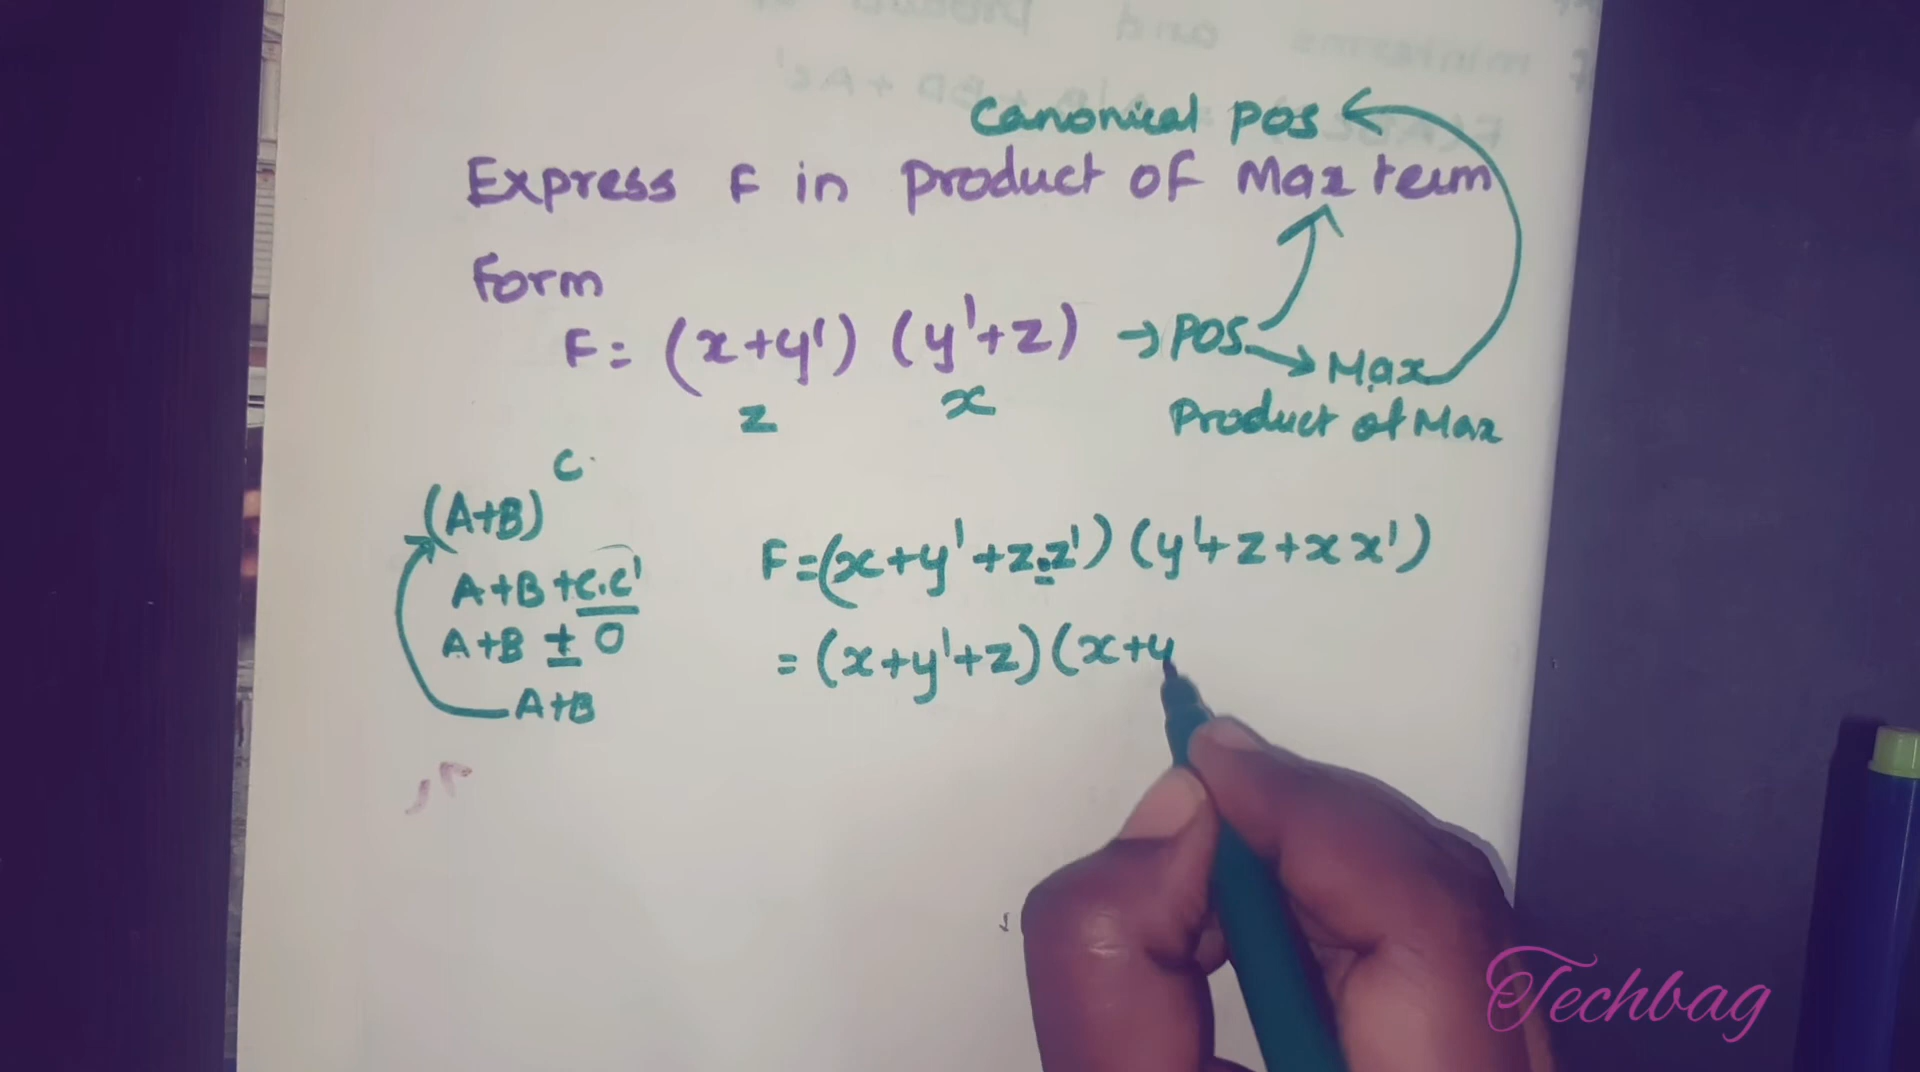 Canonical POS
Express F in product of Max term
Form
F = (x+y') (y'+z) → POS → Max
z x
Product of Max
C
(A+B)
A+B+C.C'
A+B + 0
A+B
F=(x+y'+z.z') (y'+z+xx')
= (x+y'+z)(x+y
Techbag